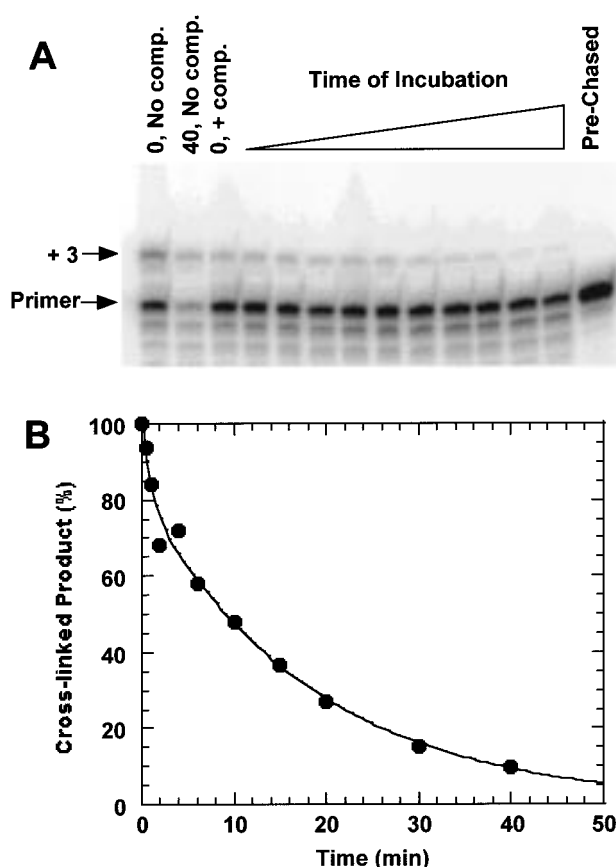 A
0, No comp.
40, No comp.
0, + comp.
Time of Incubation
Pre-Chased
+ 3
Primer
B
Cross-linked Product (%)
100
80
60
40
20
0
0 10 20 30 40 50
Time (min)